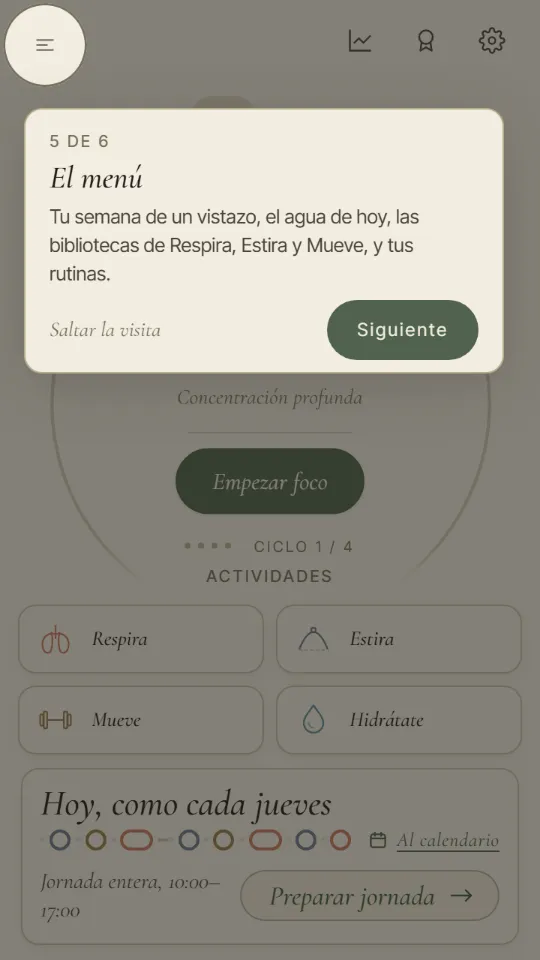 5 DE 6
El menú
Tu semana de un vistazo, el agua de hoy, las
bibliotecas de Respira, Estira y Mueve, y tus
rutinas.
Saltar la visita
Siguiente
Concentración profunda
Empezar foco
CICLO 1 / 4
ACTIVIDADES
Respira
Estira
Mueve
Hidrátate
Hoy, como cada jueves
Al calendario
Jornada entera, 10:00–
17:00
Preparar jornada →